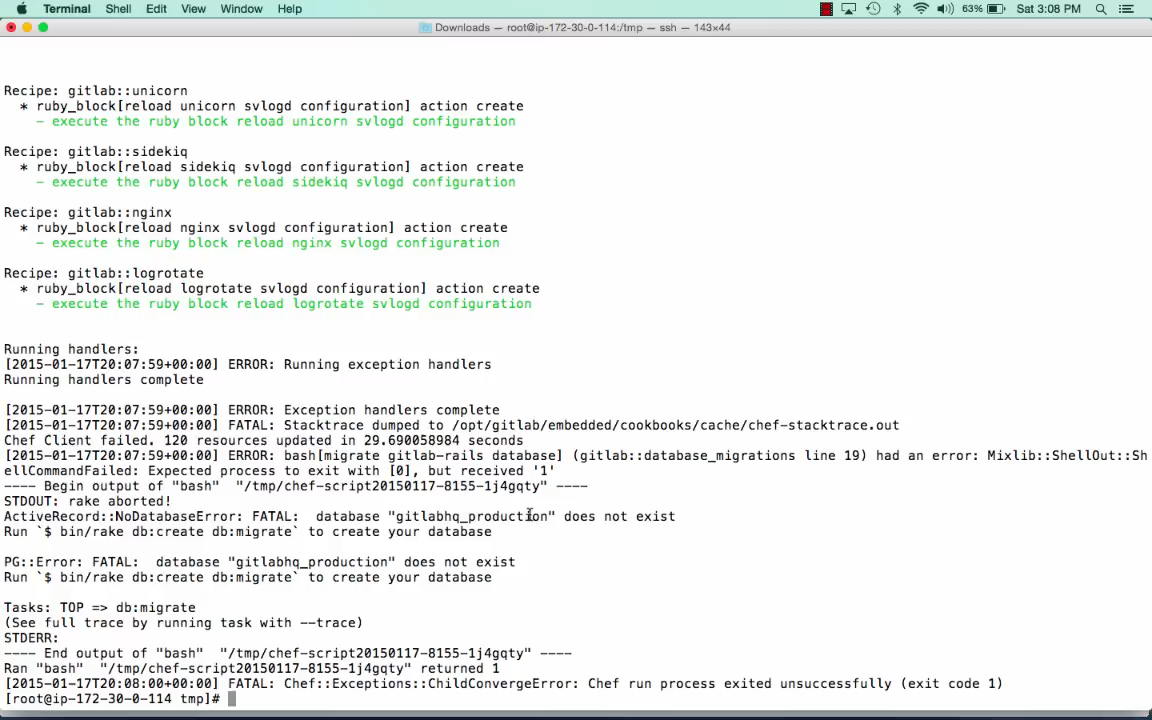 Terminal Shell Edit View Window Help 63% Sat 3:08 PM
Downloads — root@ip-172-30-0-114:/tmp — ssh — 143×44
Recipe: gitlab::unicorn
* ruby_block[reload unicorn svlogd configuration] action create
- execute the ruby block reload unicorn svlogd configuration
Recipe: gitlab::sidekiq
* ruby_block[reload sidekiq svlogd configuration] action create
- execute the ruby block reload sidekiq svlogd configuration
Recipe: gitlab::nginx
* ruby_block[reload nginx svlogd configuration] action create
- execute the ruby block reload nginx svlogd configuration
Recipe: gitlab::logrotate
* ruby_block[reload logrotate svlogd configuration] action create
- execute the ruby block reload logrotate svlogd configuration
Running handlers:
[2015-01-17T20:07:59+00:00] ERROR: Running exception handlers
Running handlers complete
[2015-01-17T20:07:59+00:00] ERROR: Exception handlers complete
[2015-01-17T20:07:59+00:00] FATAL: Stacktrace dumped to /opt/gitlab/embedded/cookbooks/cache/chef-stacktrace.out
Chef Client failed. 120 resources updated in 29.690058984 seconds
[2015-01-17T20:07:59+00:00] ERROR: bash[migrate gitlab-rails database] (gitlab::database_migrations line 19) had an error: Mixlib::ShellOut::Sh
ellCommandFailed: Expected process to exit with [0], but received '1'
---- Begin output of "bash"  "/tmp/chef-script20150117-8155-1j4gqty" ----
STDOUT: rake aborted!
ActiveRecord::NoDatabaseError: FATAL:  database "gitlabhq_production" does not exist
Run `$ bin/rake db:create db:migrate` to create your database
PG::Error: FATAL:  database "gitlabhq_production" does not exist
Run `$ bin/rake db:create db:migrate` to create your database
Tasks: TOP => db:migrate
(See full trace by running task with --trace)
STDERR:
---- End output of "bash"  "/tmp/chef-script20150117-8155-1j4gqty" ----
Ran "bash"  "/tmp/chef-script20150117-8155-1j4gqty" returned 1
[2015-01-17T20:08:00+00:00] FATAL: Chef::Exceptions::ChildConvergeError: Chef run process exited unsuccessfully (exit code 1)
[root@ip-172-30-0-114 tmp]#